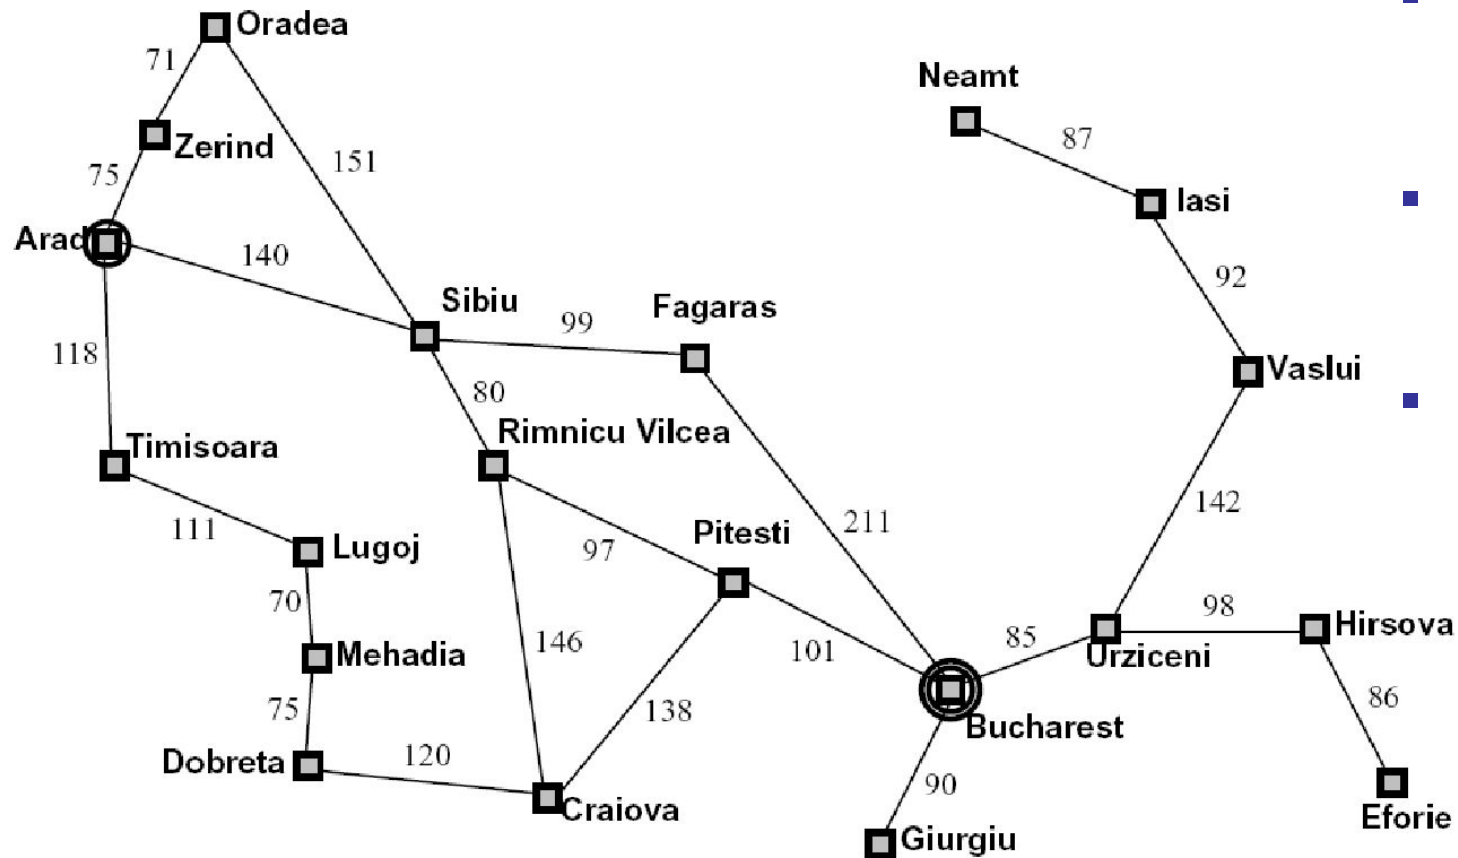 Oradea
71
Neamt
87
Zerind
151
75
Iasi
Arad
140
92
Sibiu
Fagaras
99
118
Vaslui
80
Rimnicu Vilcea
Timisoara
142
211
111
Pitesti
Lugoj
97
70
98
Hirsova
85
146
101
Urziceni
Mehadia
86
75
138
Bucharest
Dobreta
120
90
Craiova
Eforie
Giurgiu